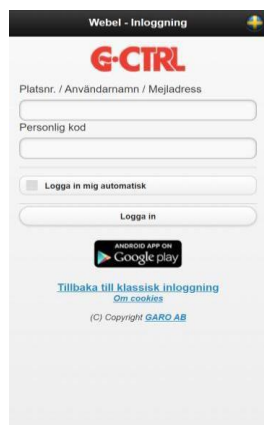 Webel - Inloggning
G-CTRL
Platsnr. / Användarnamn / Mejladress
Personlig kod
Logga in mig automatisk
Logga in
ANDROID APP ON
Google play
Tillbaka till klassisk inloggning
Om cookies
(C) Copyright GARO AB